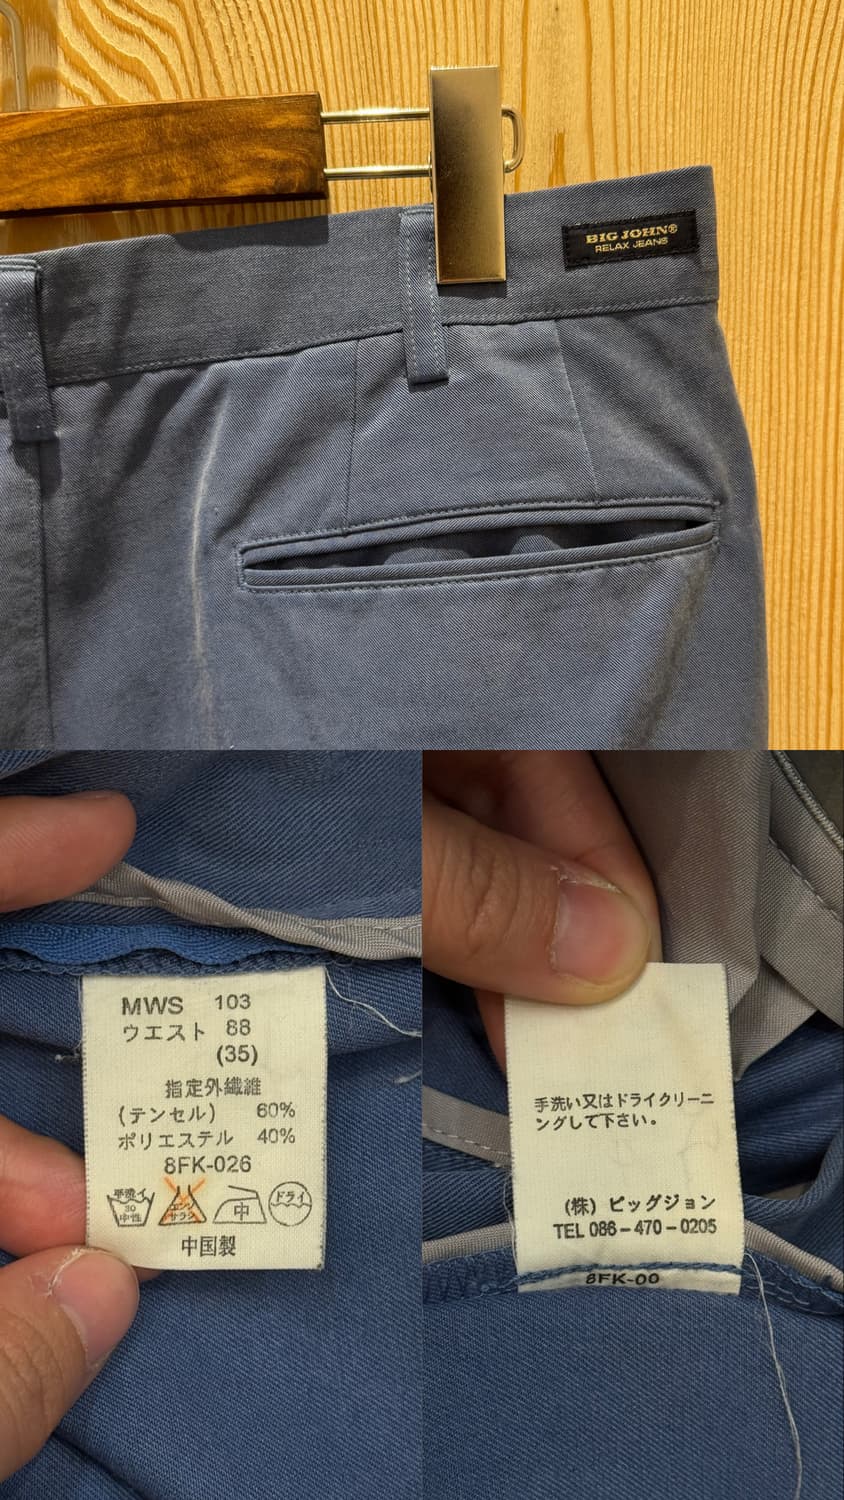 BIG JOHN®
RELAX JEANS
MWS 103
ウエスト 88
(35)
指定外繊維
(テンセル) 60%
ポリエステル 40%
8FK-026
手洗イ
30
中性
エンソ
サラシ
中
ドライ
中国製
手洗い又はドライクリーニ
ングして下さい。
(株) ビッグジョン
TEL 086-470-0205
8FK-00